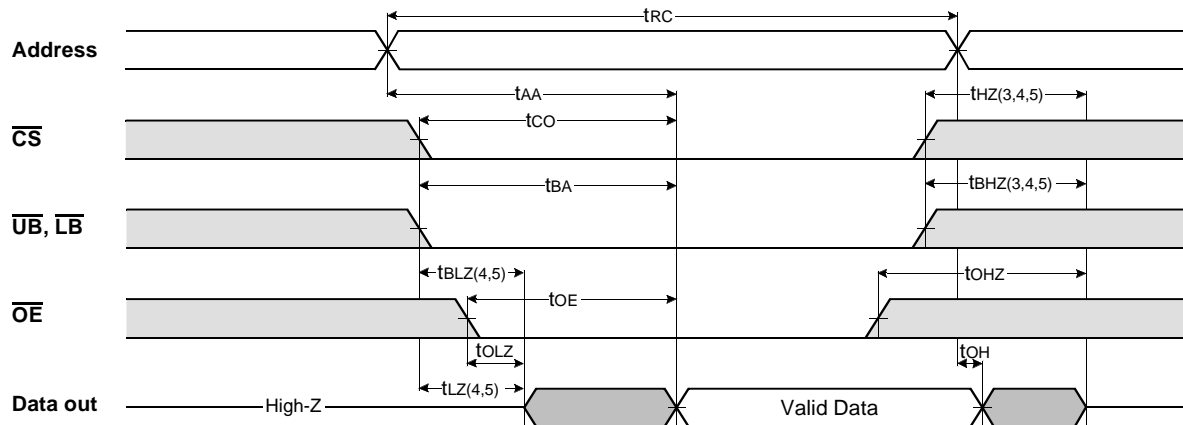 tRC
Address
tAA
tHZ(3,4,5)
tCO
CS
tBA
tBHZ(3,4,5)
UB, LB
tBLZ(4,5)
tOHZ
tOE
OE
tOLZ
tOH
tLZ(4,5)
Data out
High-Z
Valid Data